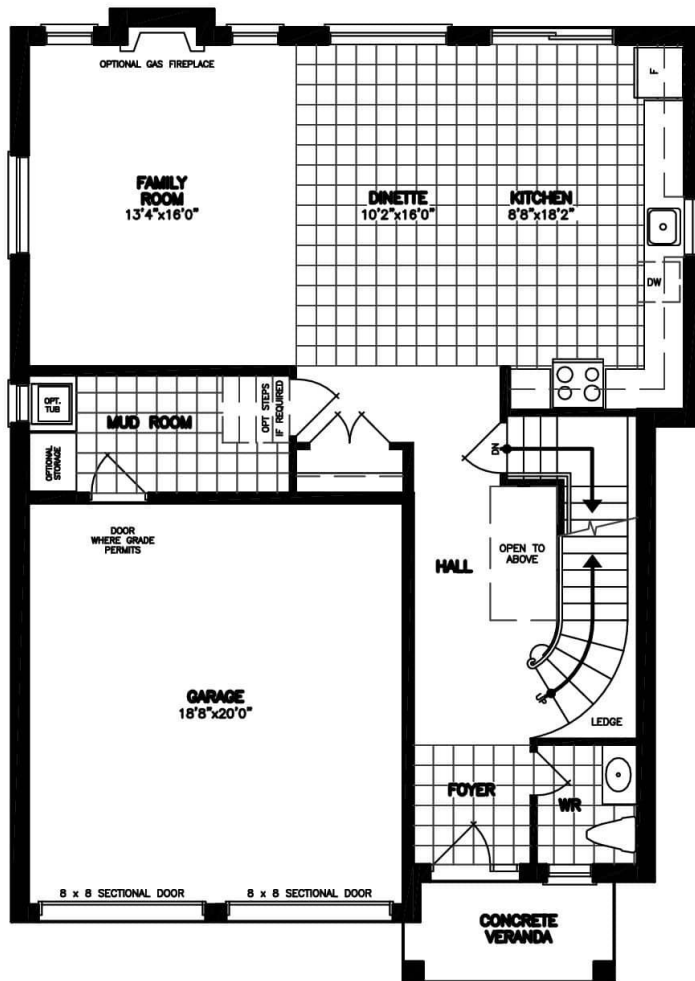 OPTIONAL GAS FIREPLACE
F
FAMILY
ROOM
13'4"x16'0"
DINETTE
10'2"x16'0"
KITCHEN
8'8"x18'2"
DW
OPT.
TUB
MUD ROOM
OPT STEPS
IF REQUIRED
OPTIONAL
STORAGE
DN
DOOR
WHERE GRADE
PERMITS
OPEN TO
ABOVE
HALL
GARAGE
18'8"x20'0"
UP
LEDGE
FOYER
WR
8 x 8 SECTIONAL DOOR
8 x 8 SECTIONAL DOOR
CONCRETE
VERANDA